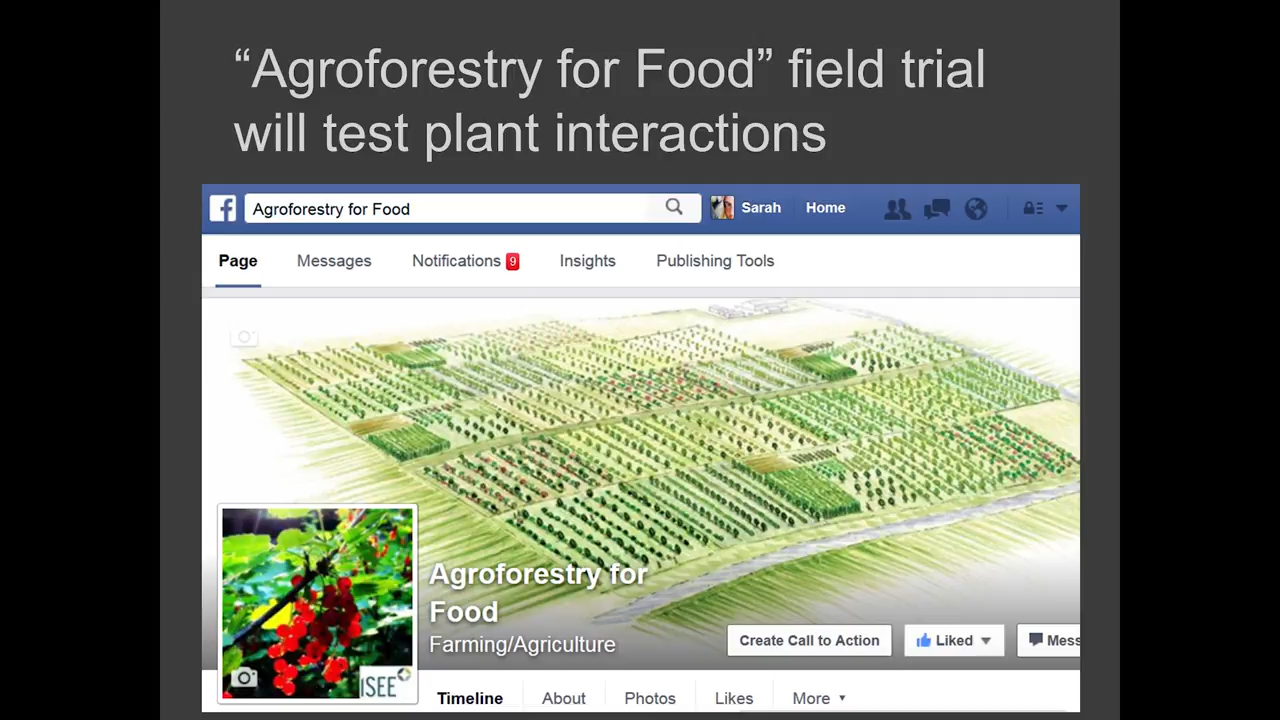 “Agroforestry for Food” field trial
will test plant interactions
Agroforestry for Food
Sarah
Home
Page
Messages
Notifications 9
Insights
Publishing Tools
Agroforestry for
Food
Farming/Agriculture
Create Call to Action
Liked
Mess
ISEE
Timeline
About
Photos
Likes
More